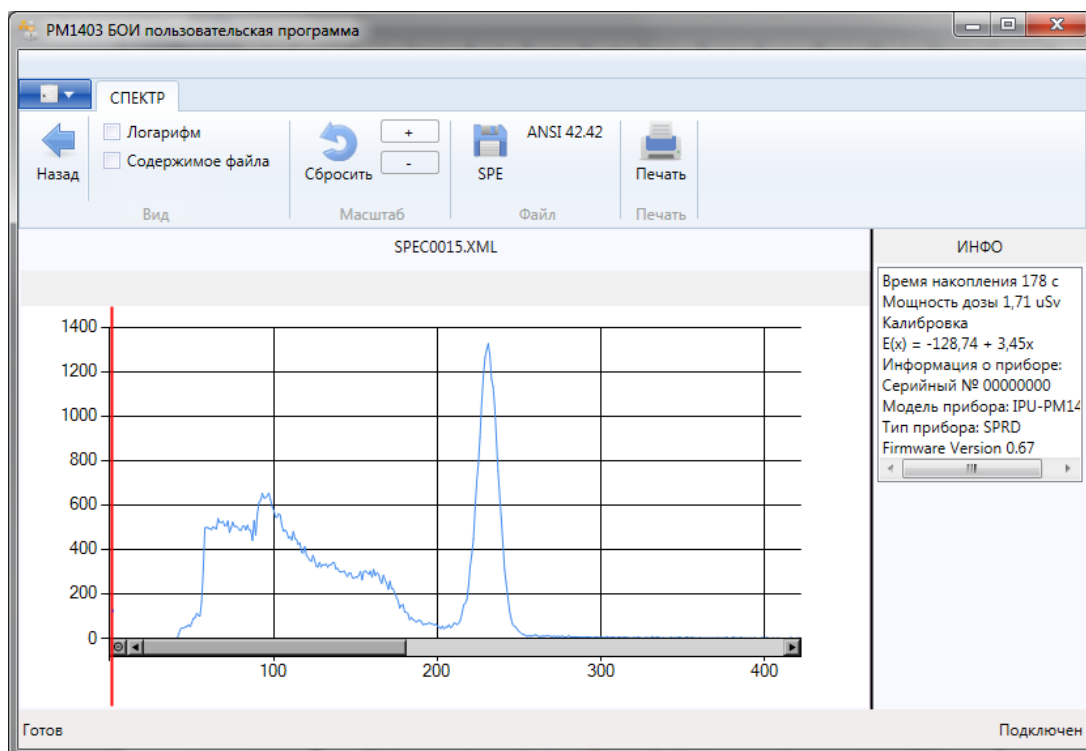 PM1403 БОИ пользовательская программа
СПЕКТР
Назад
Логарифм
Содержимое файла
Вид
Сбросить
+
-
Масштаб
SPE
ANSI 42.42
Файл
Печать
Печать
SPEC0015.XML
1400
1200
1000
800
600
400
200
0
100 200 300 400
ИНФО
Время накопления 178 с
Мощность дозы 1,71 uSv
Калибровка
E(x) = -128,74 + 3,45x
Информация о приборе:
Серийный № 00000000
Модель прибора: IPU-PM14
Тип прибора: SPRD
Firmware Version 0.67
Готов
Подключен